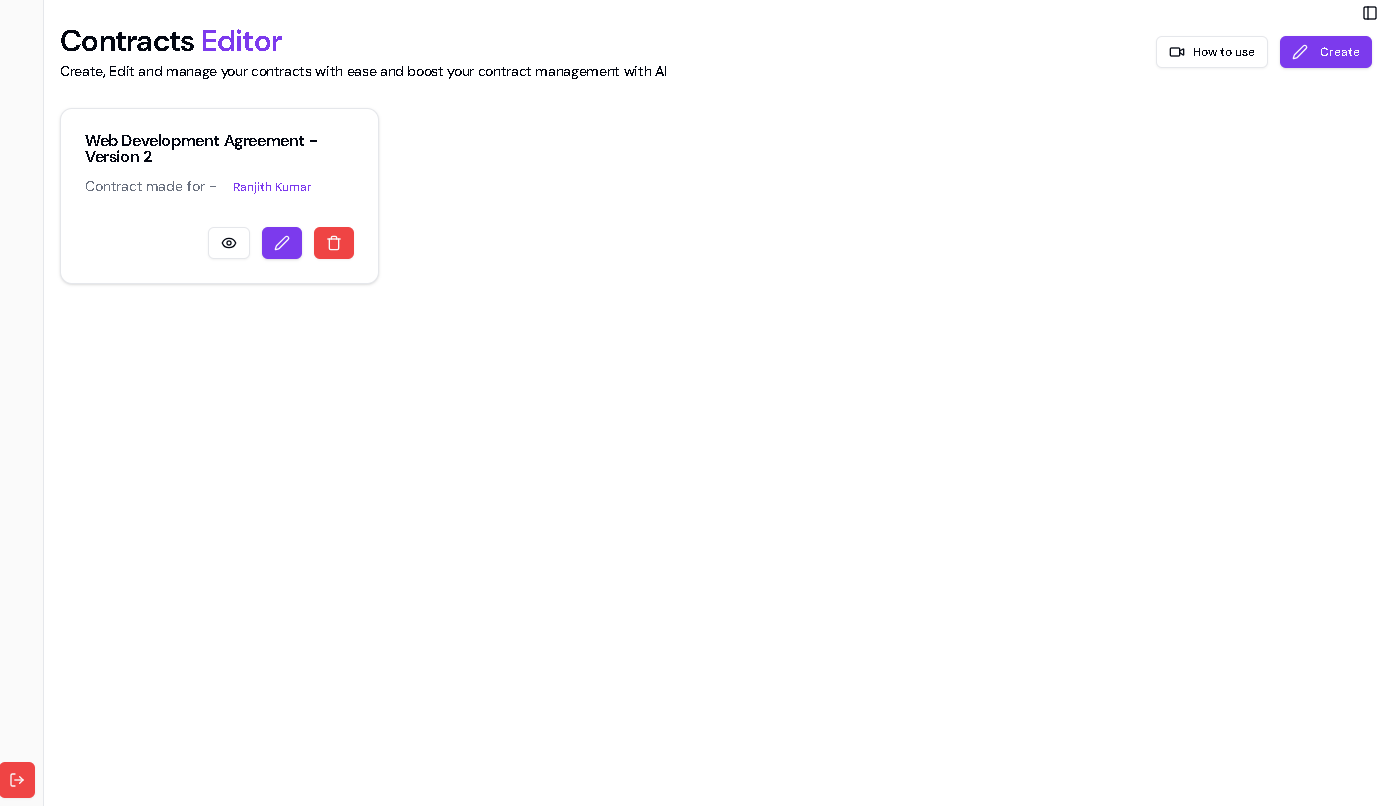 Contracts Editor
Create, Edit and manage your contracts with ease and boost your contract management with AI
How to use
Create
Web Development Agreement -
Version 2
Contract made for - Ranjith Kumar